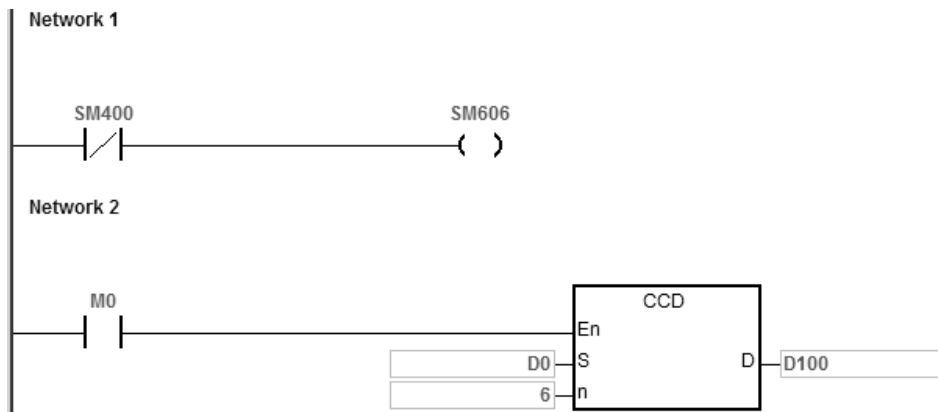 Network 1
SM400 SM606
Network 2
M0
CCD
En
D0 S D D100
6 n